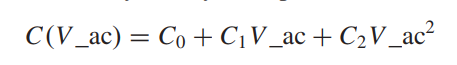 C(V_ac) = C₀ + C₁V_ac + C₂V_ac²